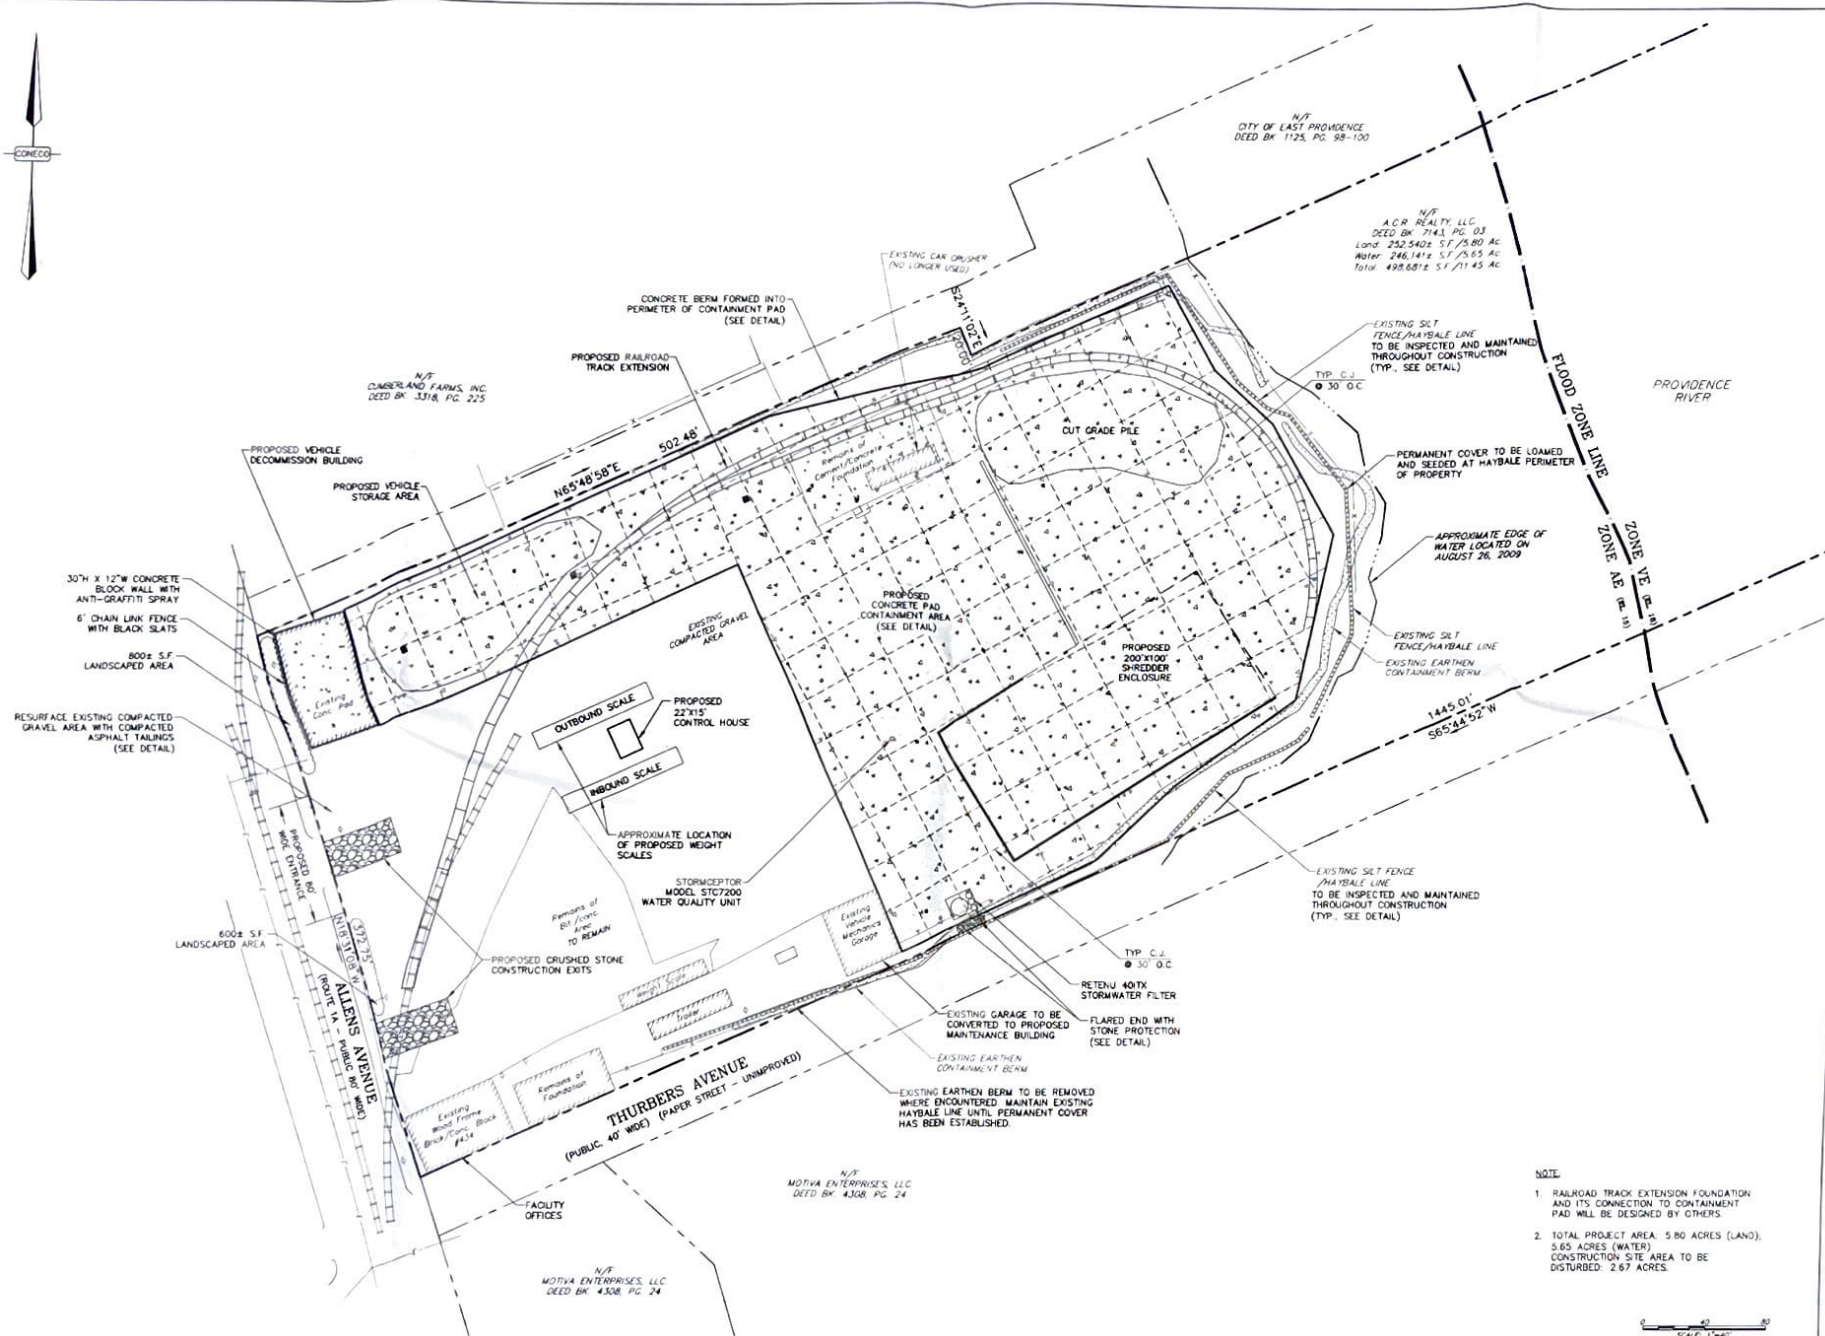 CONECO
N/F
CITY OF EAST PROVIDENCE
DEED BK 1125, PG. 98-100
N/F
A.C.R. REALTY, LLC.
DEED BK 7143, PG. 03
Land: 252,540± S.F./5.80 Ac
Water: 246,141± S.F./5.65 Ac
Total: 498,681± S.F./11.45 Ac
EXISTING CAR CRUSHER
(NO LONGER USED)
CONCRETE BERM FORMED INTO
PERIMETER OF CONTAINMENT PAD
(SEE DETAIL)
S24°11'02"E
20.00'
PROPOSED RAILROAD
TRACK EXTENSION
N/F
CUMBERLAND FARMS, INC.
DEED BK. 3318, PG. 225
EXISTING SILT
FENCE/HAYBALE LINE
TO BE INSPECTED AND MAINTAINED
THROUGHOUT CONSTRUCTION
(TYP., SEE DETAIL)
TYP. C.J.
@ 30' O.C.
FLOOD ZONE LINE
PROVIDENCE
RIVER
CUT GRADE PILE
502.48'
N65°48'58"E
Remains of
Cement/Concrete
Foundation
PROPOSED VEHICLE
DECOMMISSION BUILDING
PROPOSED VEHICLE
STORAGE AREA
PERMANENT COVER TO BE LOAMED
AND SEEDED AT HAYBALE PERIMETER
OF PROPERTY
APPROXIMATE EDGE OF
WATER LOCATED ON
AUGUST 26, 2009
ZONE VE
ZONE AE
30"H X 12"W CONCRETE
BLOCK WALL WITH
ANTI-GRAFFITI SPRAY
6' CHAIN LINK FENCE
WITH BLACK SLATS
800± S.F.
LANDSCAPED AREA
Existing
Conc. Pad
EXISTING
COMPACTED GRAVEL
AREA
PROPOSED
CONCRETE PAD
CONTAINMENT AREA
(SEE DETAIL)
PROPOSED
200'X100'
SHREDDER
ENCLOSURE
EXISTING SILT
FENCE/HAYBALE LINE
EXISTING EARTHEN
CONTAINMENT BERM
1445.01'
S65°44'52"W
RESURFACE EXISTING COMPACTED
GRAVEL AREA WITH COMPACTED
ASPHALT TAILINGS
(SEE DETAIL)
OUTBOUND SCALE
PROPOSED
22'X15'
CONTROL HOUSE
INBOUND SCALE
APPROXIMATE LOCATION
OF PROPOSED WEIGHT
SCALES
PROPOSED 80'
WIDE ENTRANCE
STORMCEPTOR
MODEL STC7200
WATER QUALITY UNIT
EXISTING SILT FENCE
/HAYBALE LINE
TO BE INSPECTED AND MAINTAINED
THROUGHOUT CONSTRUCTION
(TYP., SEE DETAIL)
Remains of
Bit./conc.
Area
TO REMAIN
Existing
Vehicle
Mechanics
Garage
600± S.F.
LANDSCAPED AREA
372.75'
N18°31'08"W
PROPOSED CRUSHED STONE
CONSTRUCTION EXITS
TYP. C.J.
@ 30' O.C.
Weight Scale
Trailer
RETENU 401TX
STORMWATER FILTER
EXISTING GARAGE TO BE
CONVERTED TO PROPOSED
MAINTENANCE BUILDING
FLARED END WITH
STONE PROTECTION
(SEE DETAIL)
ALLENS AVENUE
(ROUTE 1A - PUBLIC 80' WIDE)
EXISTING EARTHEN
CONTAINMENT BERM
EXISTING EARTHEN BERM TO BE REMOVED
WHERE ENCOUNTERED. MAINTAIN EXISTING
HAYBALE LINE UNTIL PERMANENT COVER
HAS BEEN ESTABLISHED.
Remains of
Foundation
Existing
Wood Frame
Brick/Conc. Block
#434
THURBERS AVENUE
(PUBLIC, 40' WIDE) (PAPER STREET - UNIMPROVED)
FACILITY
OFFICES
N/F
MOTIVA ENTERPRISES, LLC
DEED BK. 4308, PG. 24
N/F
MOTIVA ENTERPRISES, LLC
DEED BK. 4308, PG. 24
NOTE:
1. RAILROAD TRACK EXTENSION FOUNDATION
AND ITS CONNECTION TO CONTAINMENT
PAD WILL BE DESIGNED BY OTHERS.
2. TOTAL PROJECT AREA: 5.80 ACRES (LAND),
5.65 ACRES (WATER)
CONSTRUCTION SITE AREA TO BE
DISTURBED: 2.67 ACRES.
0 40 80
SCALE: 1"=40'